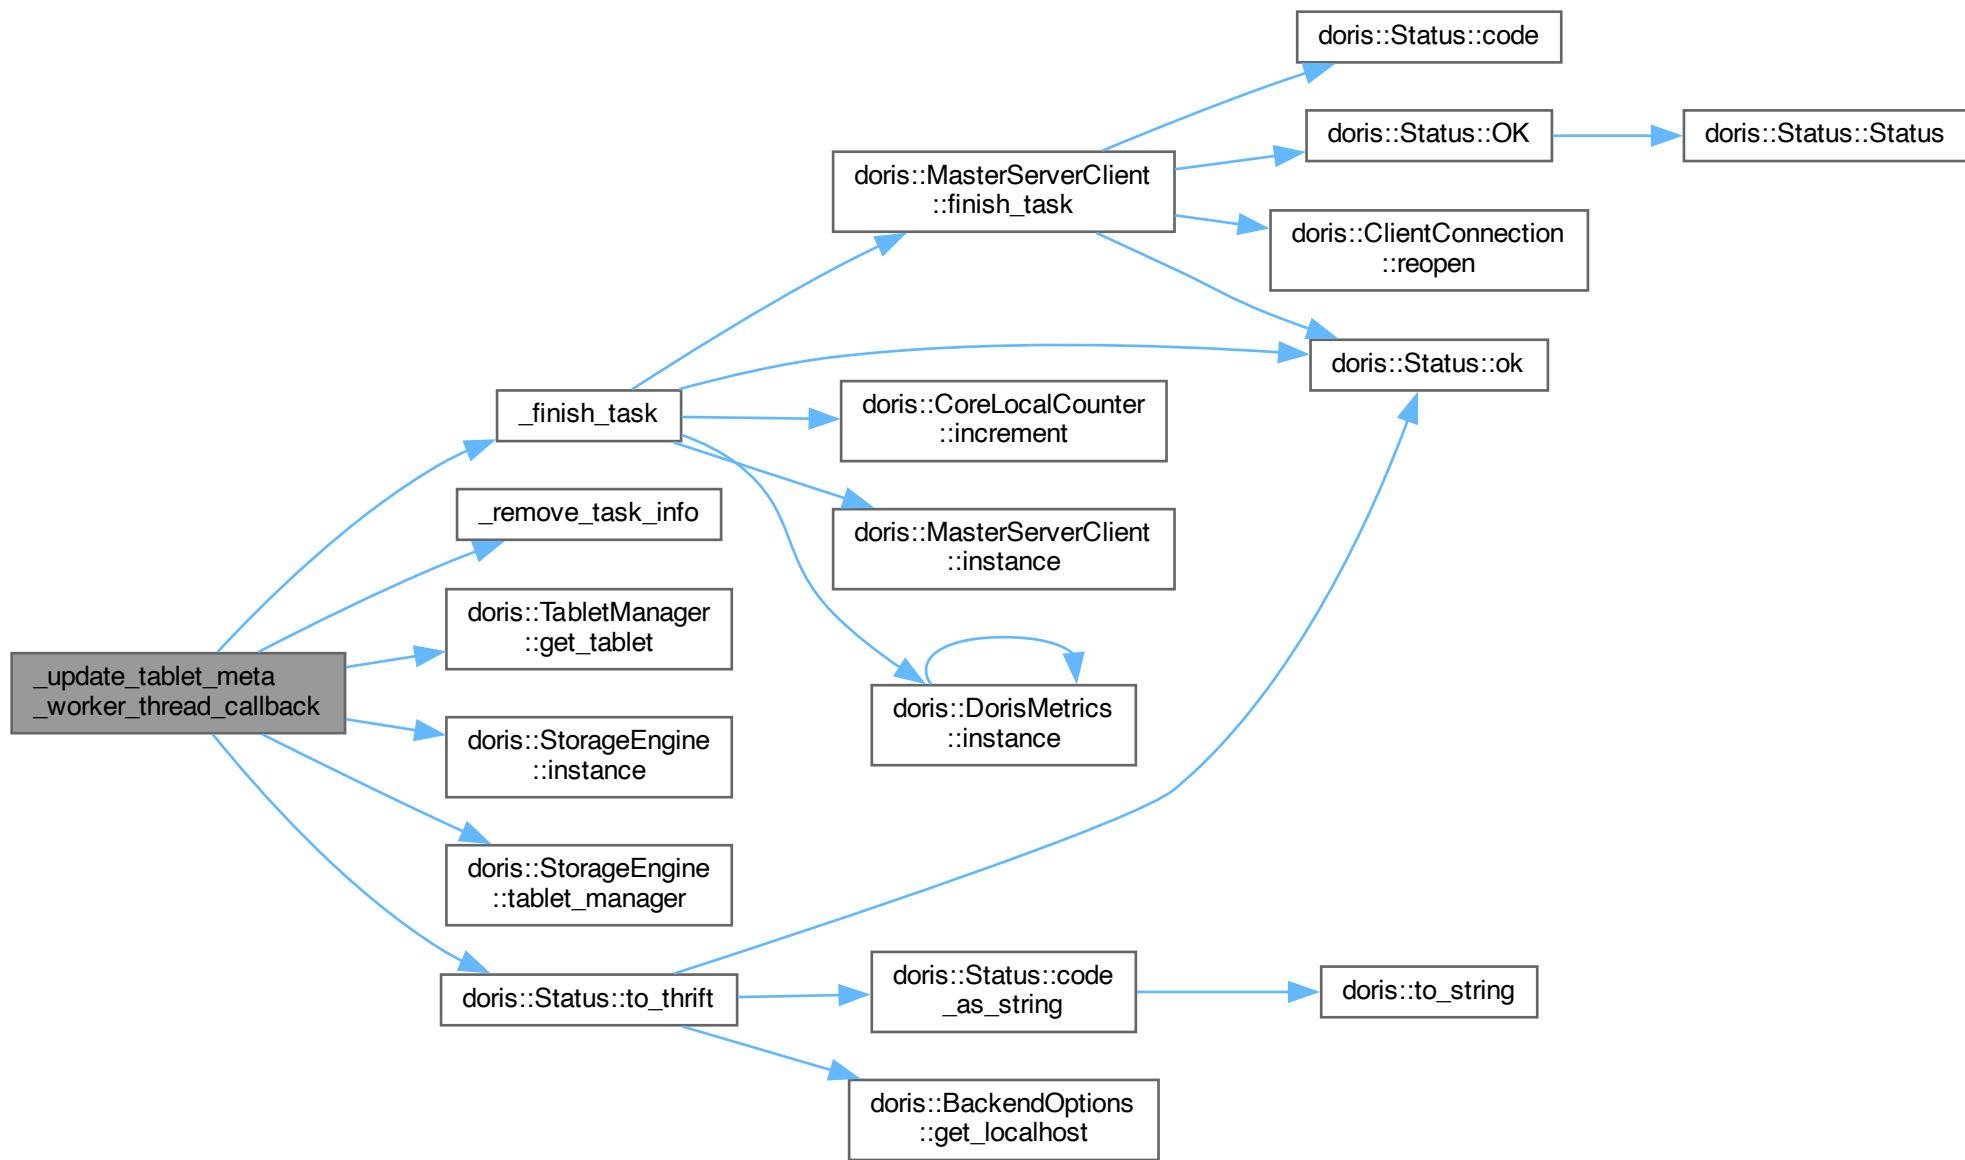 _update_tablet_meta
_worker_thread_callback
_finish_task
_remove_task_info
doris::TabletManager
::get_tablet
doris::StorageEngine
::instance
doris::StorageEngine
::tablet_manager
doris::Status::to_thrift
doris::MasterServerClient
::finish_task
doris::CoreLocalCounter
::increment
doris::MasterServerClient
::instance
doris::DorisMetrics
::instance
doris::Status::code
_as_string
doris::BackendOptions
::get_localhost
doris::Status::code
doris::Status::OK
doris::ClientConnection
::reopen
doris::Status::ok
doris::to_string
doris::Status::Status